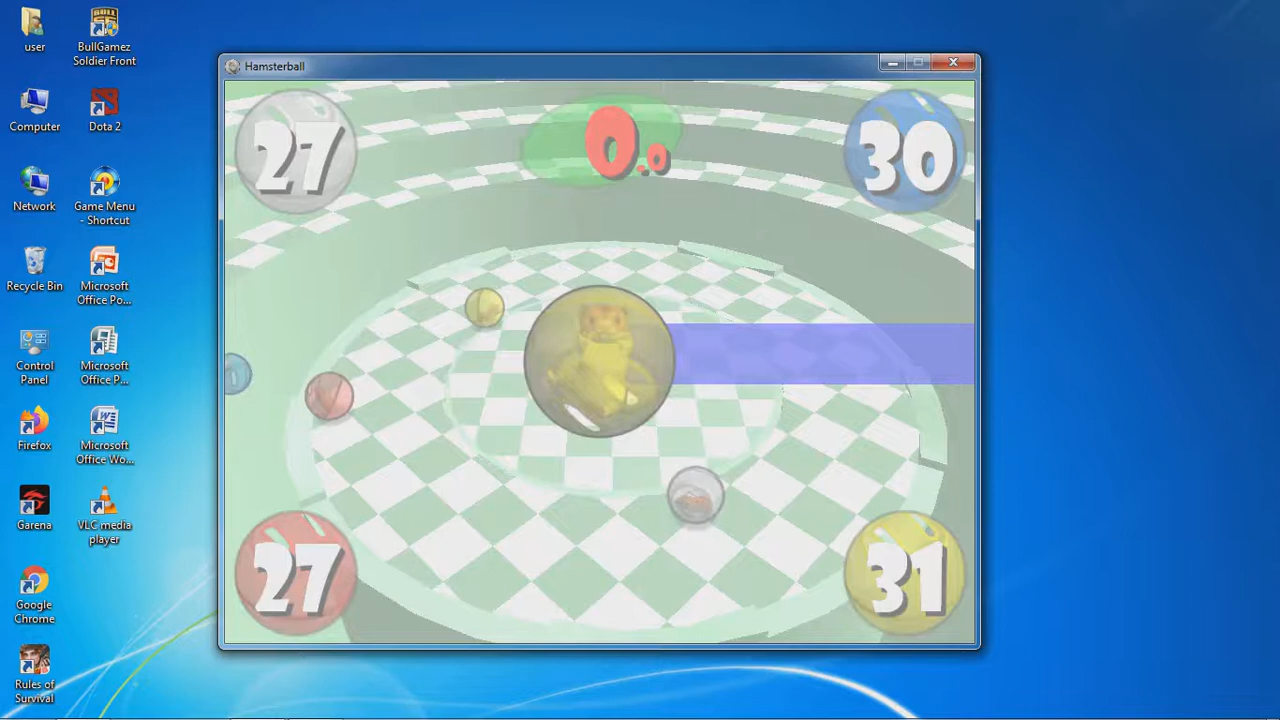 user
BullGamez
Soldier Front
Computer
Dota 2
Network
Game Menu
- Shortcut
Recycle Bin
Microsoft
Office Po...
Control
Panel
Microsoft
Office P...
Firefox
Microsoft
Office Wo...
Garena
VLC media
player
Google
Chrome
Rules of
Survival
Hamsterball
27
0.0
30
27
31